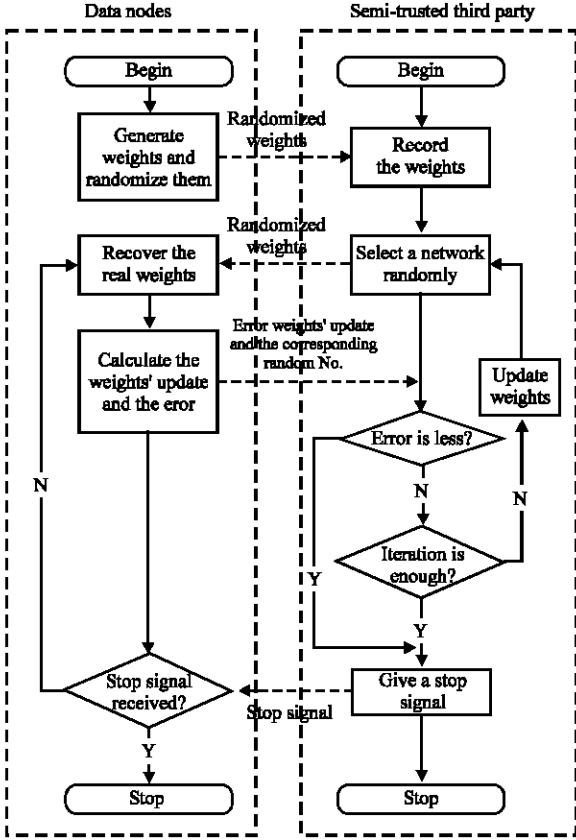 Data nodes
Semi-trusted third party
Begin
Begin
Generate
weights and
randomize them
Randomized
weights
Record
the weights
Recover the
real weights
Randomized
weights
Select a network
randomly
Calculate the
weights' update
and the eror
Error weights' update
and the corresponding
random No.
Update
weights
Error is less?
N
N
N
Iteration is
enough?
Y
Y
Stop signal
received?
Stop signal
Give a stop
signal
Y
Stop
Stop